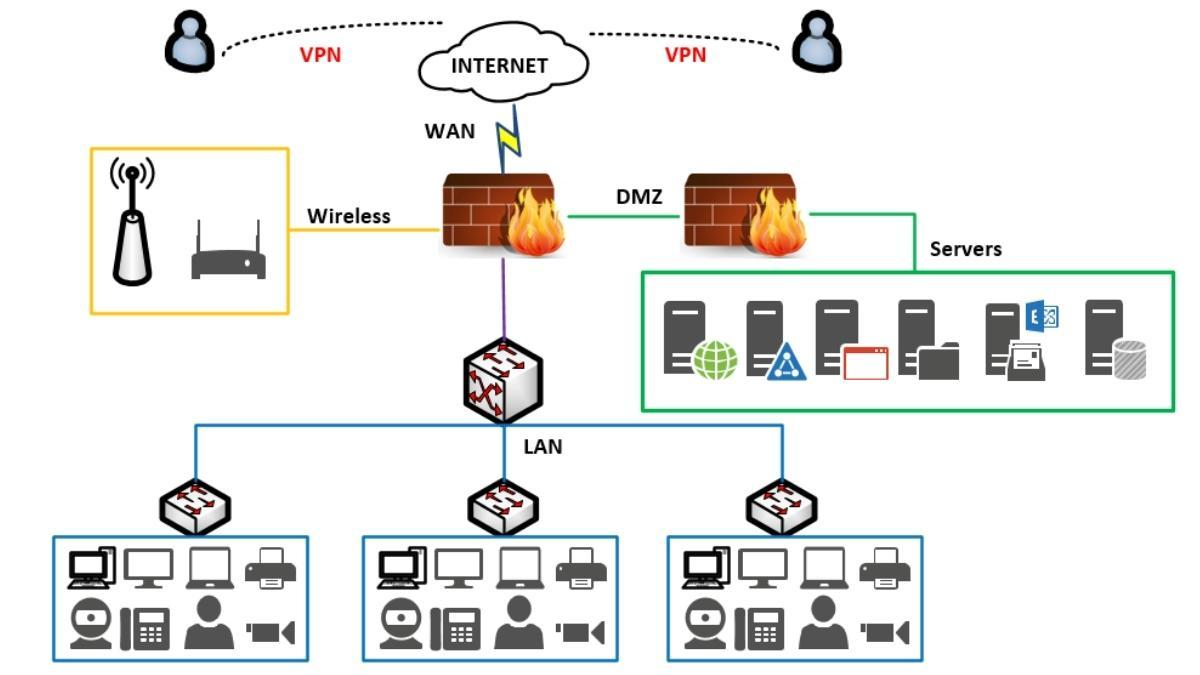 VPN
INTERNET
VPN
WAN
Wireless
DMZ
Servers
E
LAN